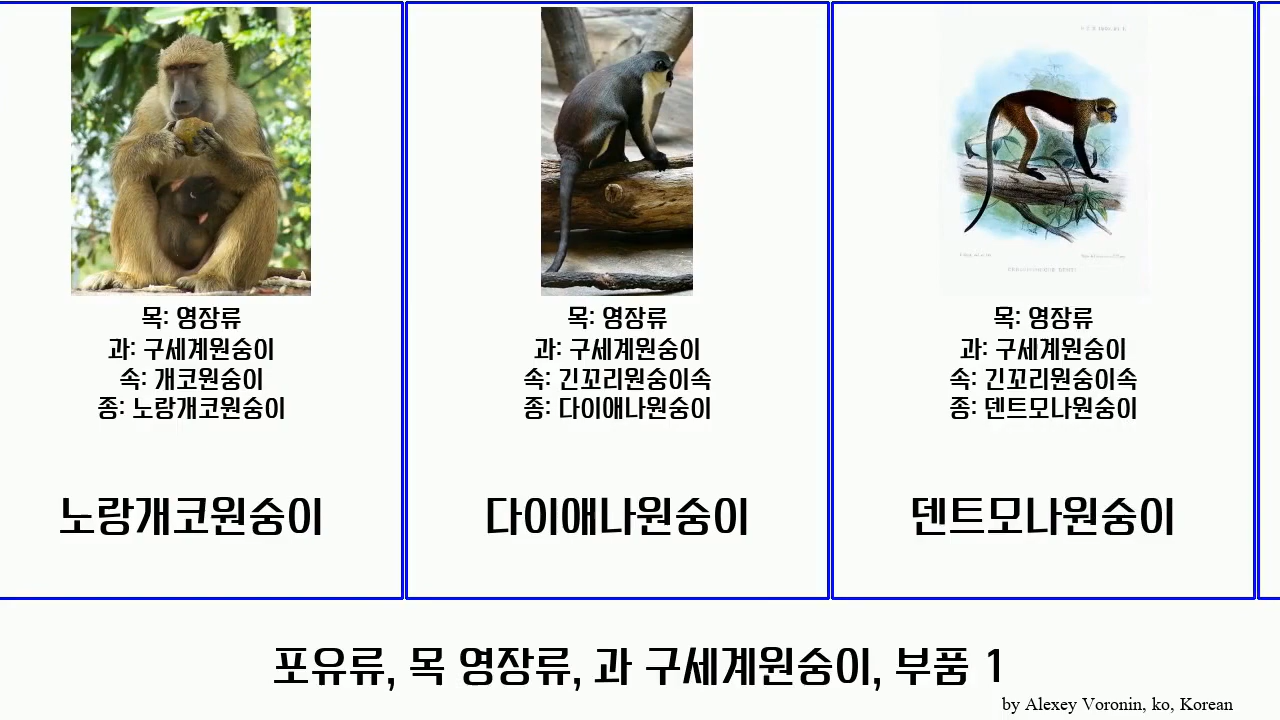 목: 영장류
과: 구세계원숭이
속: 개코원숭이
종: 노랑개코원숭이
노랑개코원숭이
목: 영장류
과: 구세계원숭이
속: 긴꼬리원숭이속
종: 다이애나원숭이
다이애나원숭이
목: 영장류
과: 구세계원숭이
속: 긴꼬리원숭이속
종: 덴트모나원숭이
덴트모나원숭이
포유류, 목 영장류, 과 구세계원숭이, 부품 1
by Alexey Voronin, ko, Korean